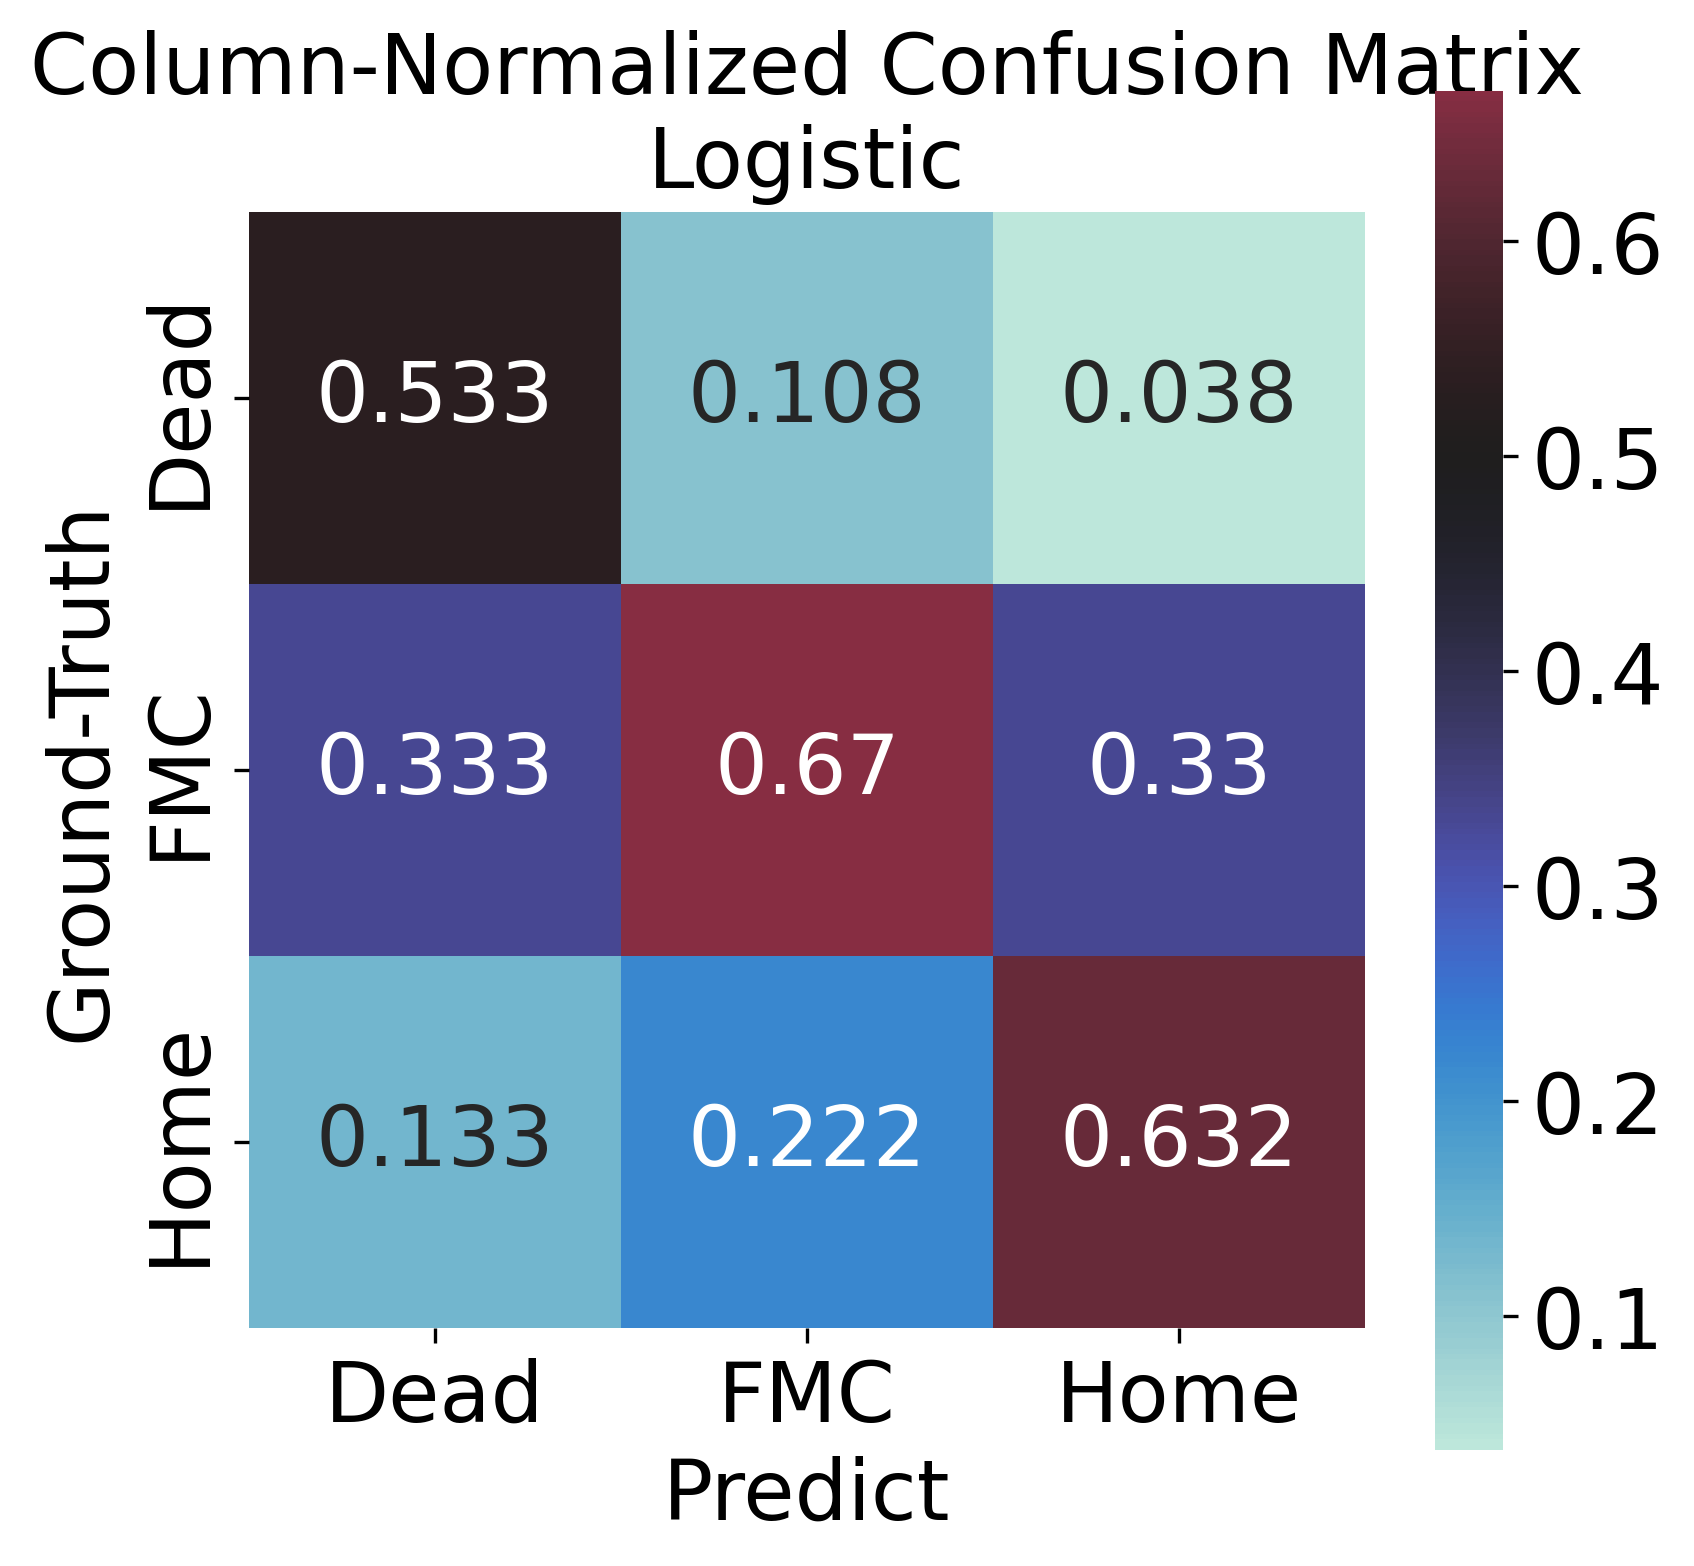 Column-Normalized Confusion Matrix
Logistic
Ground-Truth
Dead
0.533 0.108 0.038
FMC
0.333 0.67 0.33
Home
0.133 0.222 0.632
Dead FMC Home
Predict
0.6
0.5
0.4
0.3
0.2
0.1